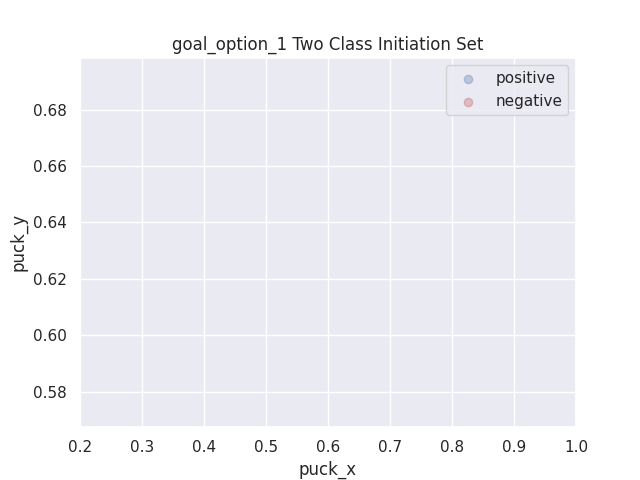 goal_option_1 Two Class Initiation Set
positive
negative
puck_y
0.68
0.66
0.64
0.62
0.60
0.58
0.2 0.3 0.4 0.5 0.6 0.7 0.8 0.9 1.0
puck_x